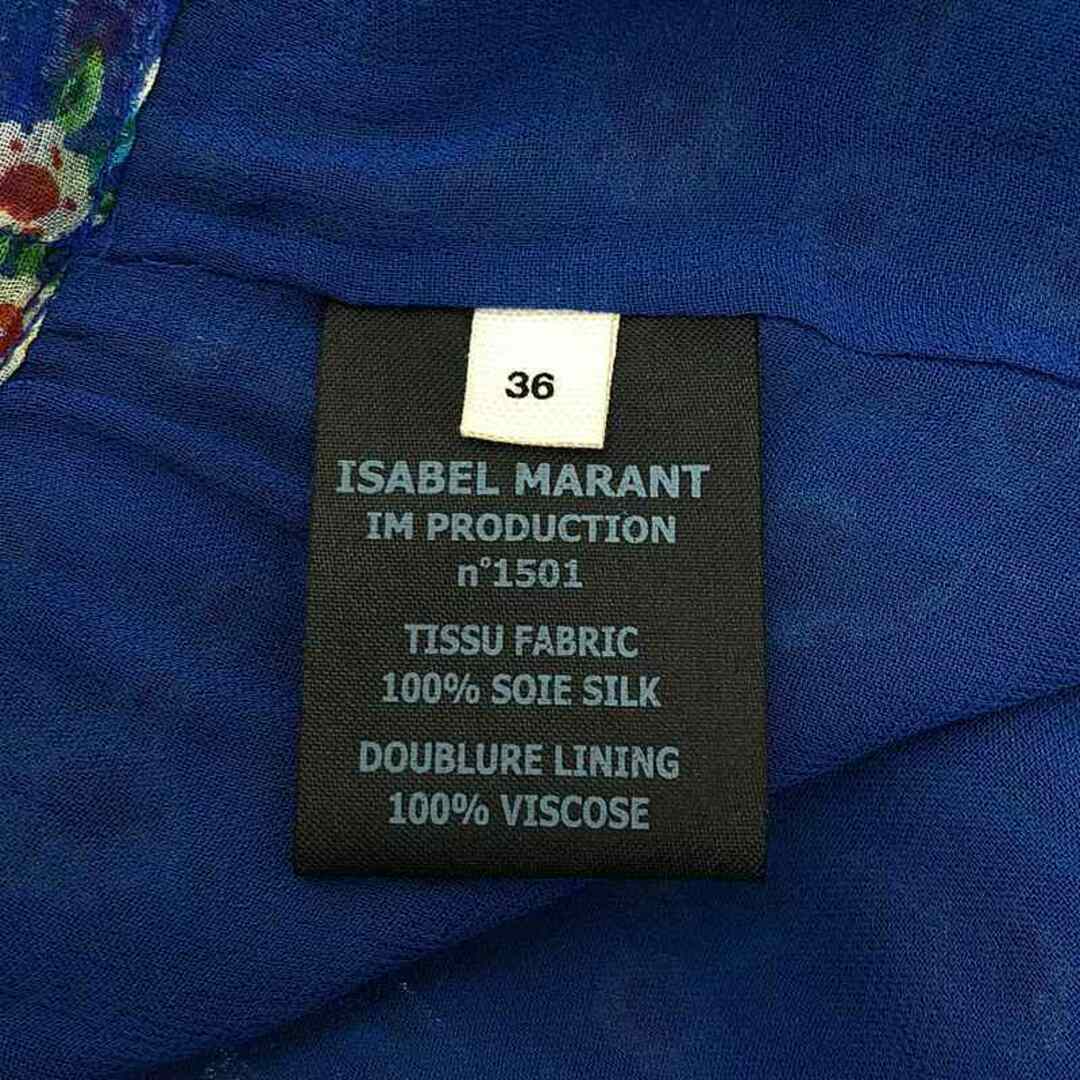 36
ISABEL MARANT
IM PRODUCTION
n°1501
TISSU FABRIC
100% SOIE SILK
DOUBLURE LINING
100% VISCOSE